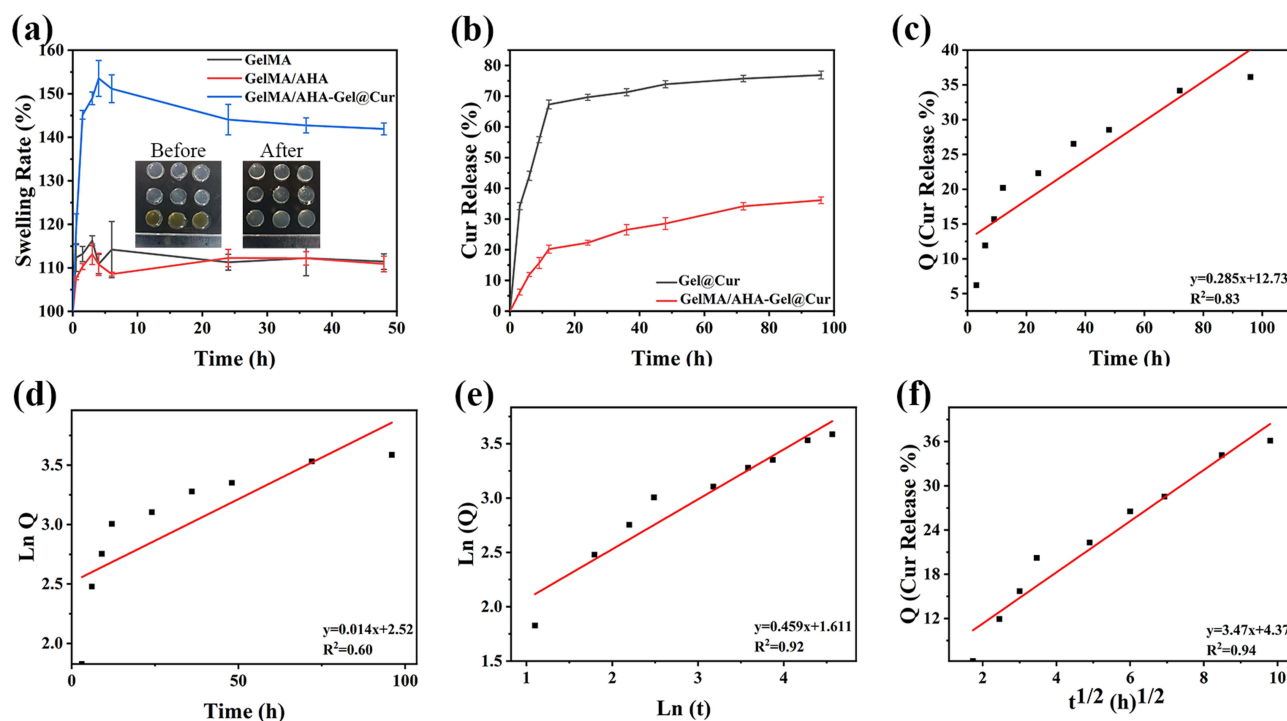 (a)
160
150
140
130
120
110
100
Swelling Rate (%)
GelMA
GelMA/AHA
GelMA/AHA-Gel@Cur
Before
After
0
10
20
30
40
50
Time (h)
(b)
80
70
60
50
40
30
20
10
0
Cur Release (%)
Gel@Cur
GelMA/AHA-Gel@Cur
0
20
40
60
80
100
Time (h)
(c)
40
35
30
25
20
15
10
5
Q (Cur Release %)
y=0.285x+12.73
R²=0.83
0
20
40
60
80
100
Time (h)
(d)
3.5
3.0
2.5
2.0
Ln Q
y=0.014x+2.52
R²=0.60
0
50
100
Time (h)
(e)
3.5
3.0
2.5
2.0
1.5
Ln (Q)
y=0.459x+1.611
R²=0.92
1
2
3
4
Ln (t)
(f)
36
30
24
18
12
Q (Cur Release %)
y=3.47x+4.37
R²=0.94
2
4
6
8
10
t1/2 (h)1/2